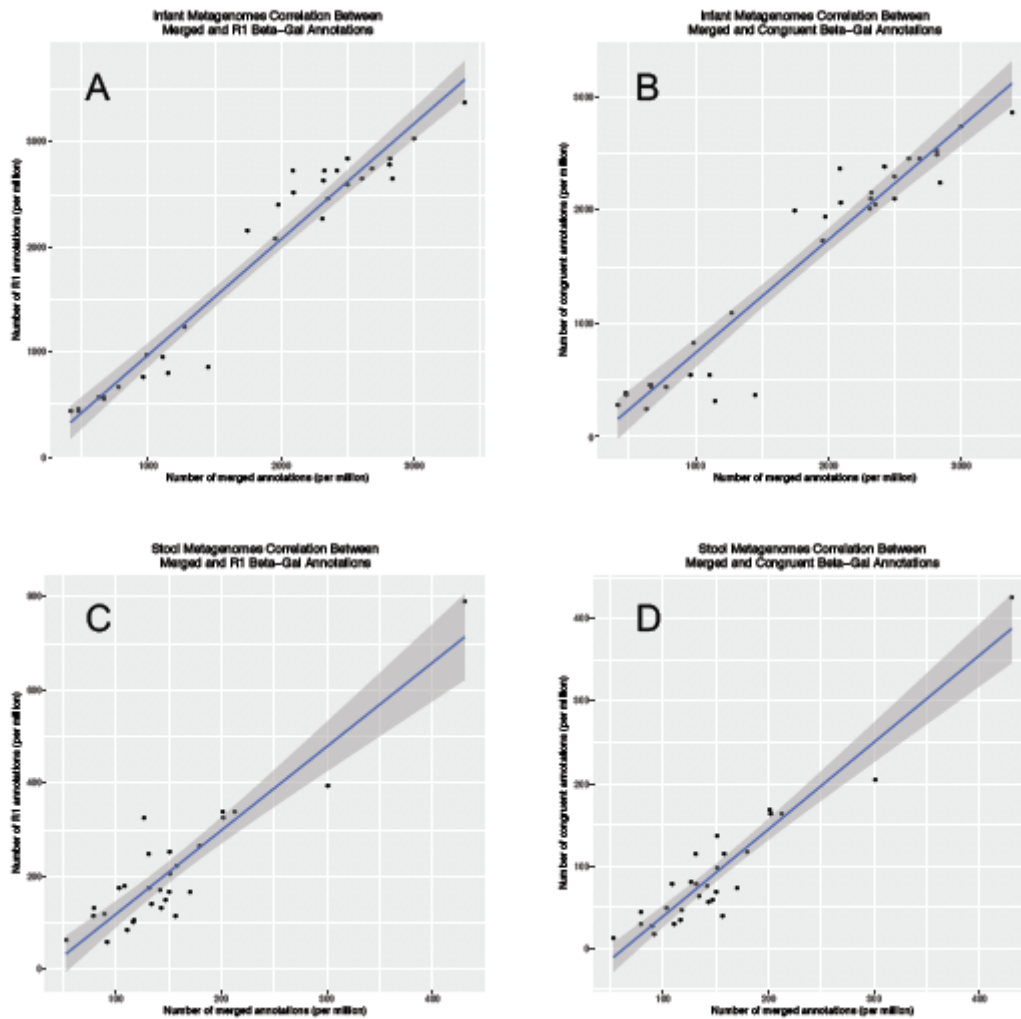 Infant Metagenomes Correlation Between
Merged and R1 Beta-Gal Annotations
A
Number of R1 annotations (per million)
3000
2000
1000
0
1000 2000 3000
Number of merged annotations (per million)
Infant Metagenomes Correlation Between
Merged and Congruent Beta-Gal Annotations
B
Number of congruent annotations (per million)
3000
2000
1000
0
1000 2000 3000
Number of merged annotations (per million)
Stool Metagenomes Correlation Between
Merged and R1 Beta-Gal Annotations
C
Number of R1 annotations (per million)
800
600
400
200
0
100 200 300 400
Number of merged annotations (per million)
Stool Metagenomes Correlation Between
Merged and Congruent Beta-Gal Annotations
D
Number of congruent annotations (per million)
400
300
200
100
0
100 200 300 400
Number of merged annotations (per million)